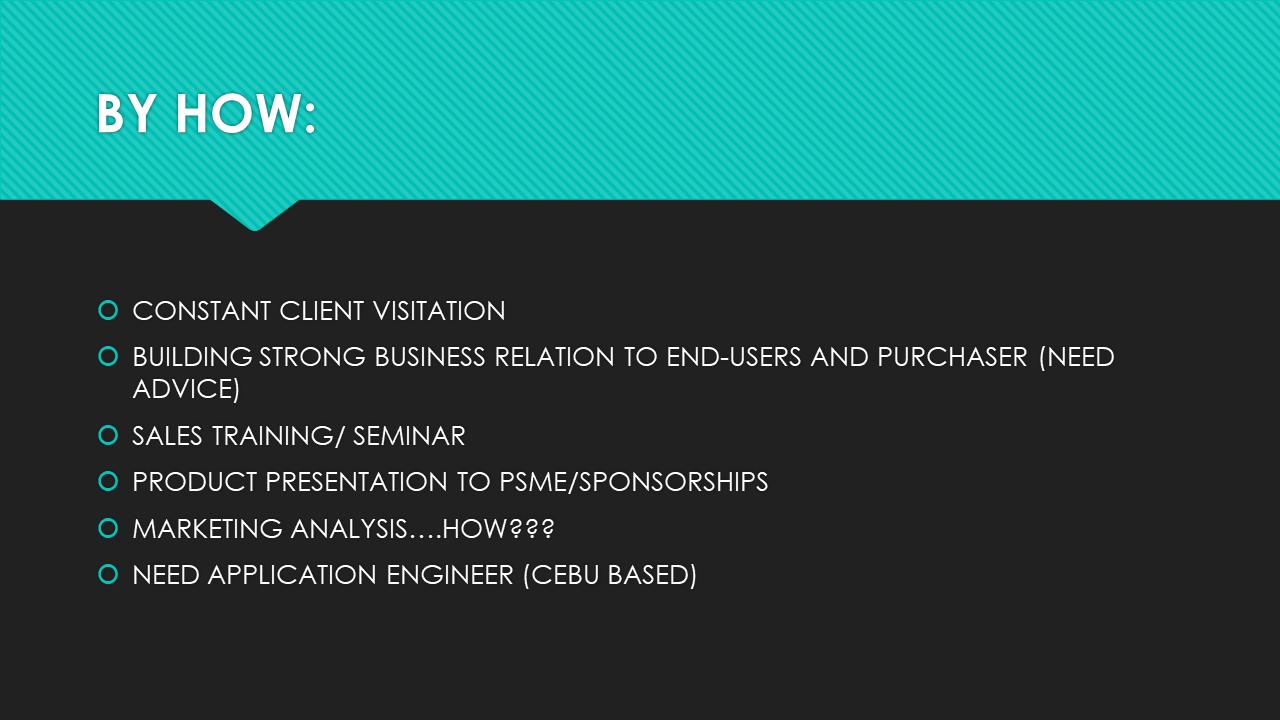 BY HOW:
CONSTANT CLIENT VISITATION
BUILDING STRONG BUSINESS RELATION TO END-USERS AND PURCHASER (NEED
ADVICE)
SALES TRAINING/ SEMINAR
PRODUCT PRESENTATION TO PSME/SPONSORSHIPS
MARKETING ANALYSIS….HOW???
NEED APPLICATION ENGINEER (CEBU BASED)